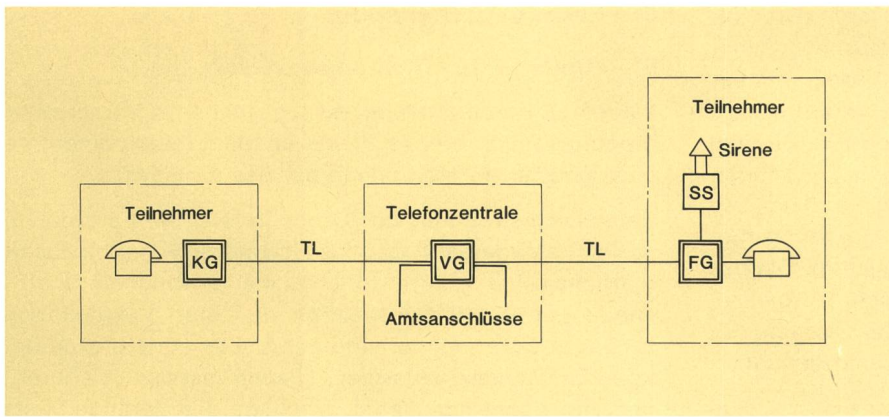 Teilnehmer
Sirene
SS
Teilnehmer
Telefonzentrale
KG
TL
VG
TL
FG
Amtsanschlüsse